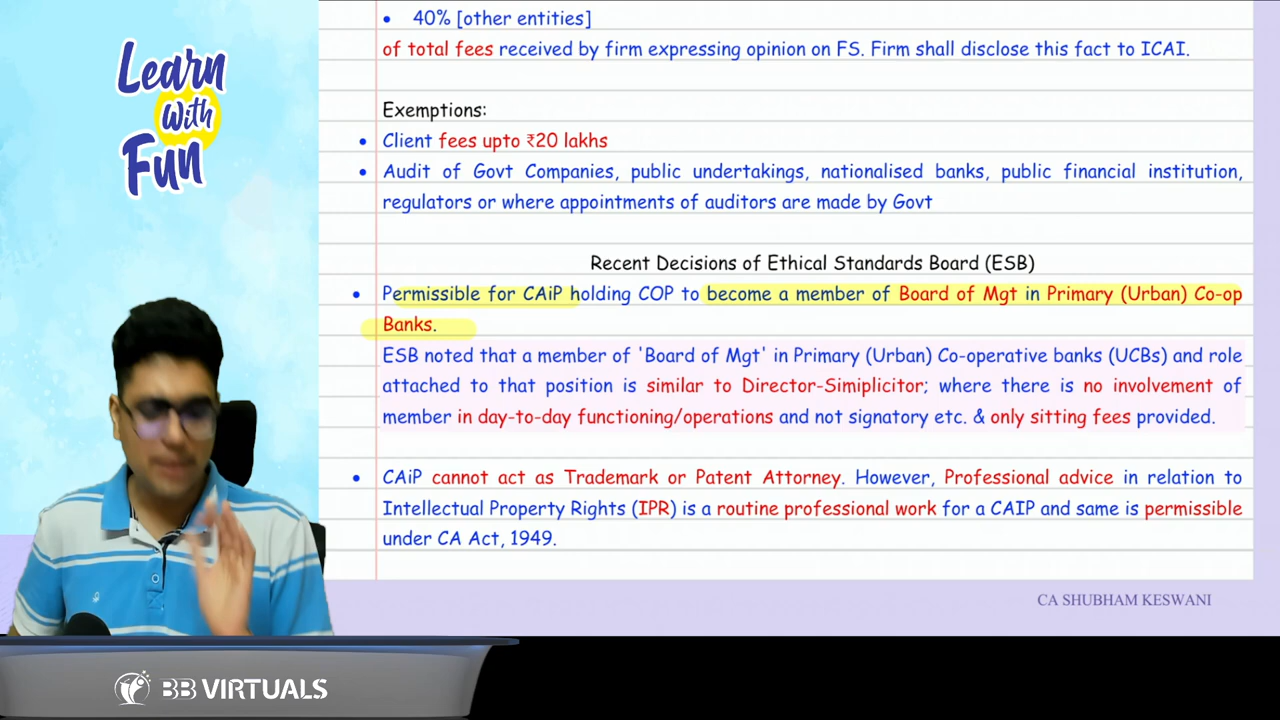 Learn
With
Fun
• 40% [other entities]
of total fees received by firm expressing opinion on FS. Firm shall disclose this fact to ICAI.
Exemptions:
• Client fees upto ₹20 lakhs
• Audit of Govt Companies, public undertakings, nationalised banks, public financial institution,
regulators or where appointments of auditors are made by Govt
Recent Decisions of Ethical Standards Board (ESB)
• Permissible for CAiP holding COP to become a member of Board of Mgt in Primary (Urban) Co-op
Banks.
ESB noted that a member of 'Board of Mgt' in Primary (Urban) Co-operative banks (UCBs) and role
attached to that position is similar to Director-Simiplicitor; where there is no involvement of
member in day-to-day functioning/operations and not signatory etc. & only sitting fees provided.
• CAiP cannot act as Trademark or Patent Attorney. However, Professional advice in relation to
Intellectual Property Rights (IPR) is a routine professional work for a CAIP and same is permissible
under CA Act, 1949.
CA SHUBHAM KESWANI
BB VIRTUALS